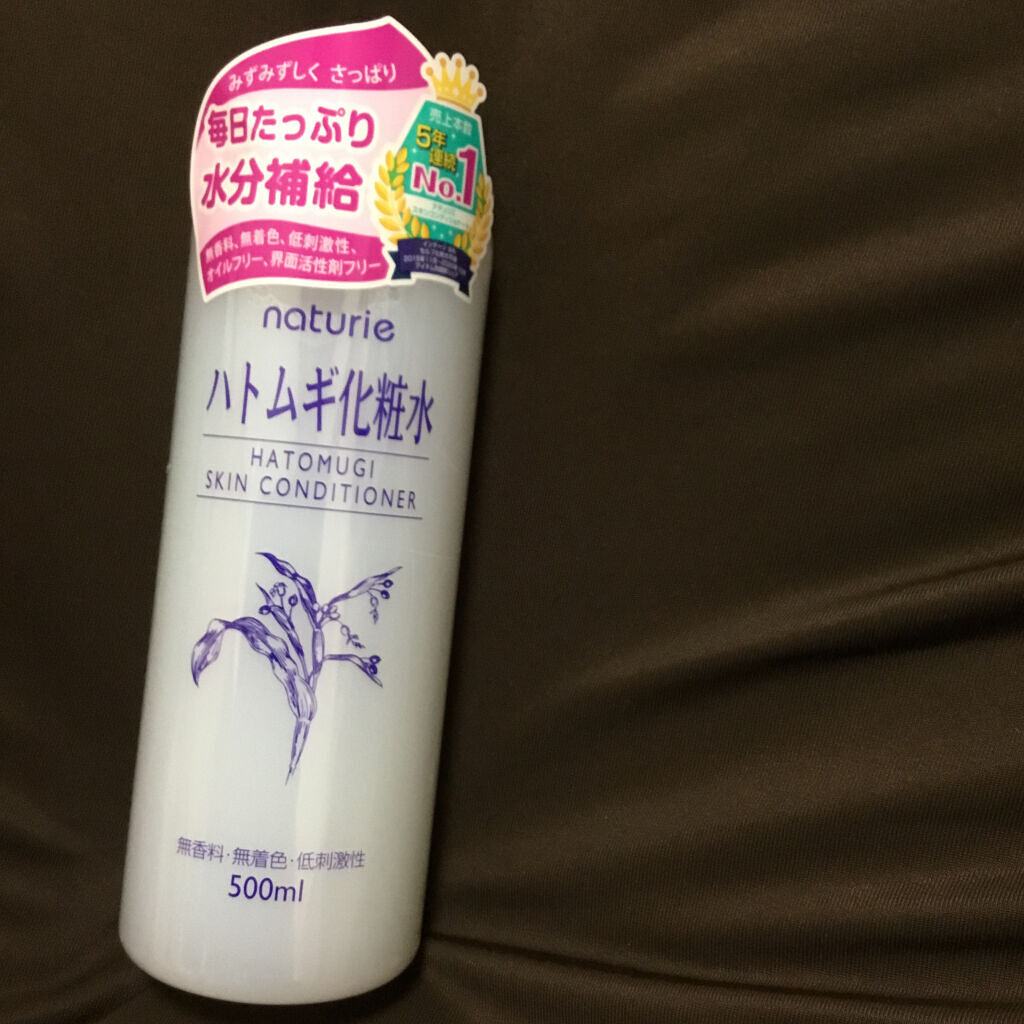 みずみずしく さっぱり
毎日たっぷり
水分補給
無香料、無着色、低刺激性、
オイルフリー、界面活性剤フリー
売上本数
5年
連続
No.1
naturie
ハトムギ化粧水
HATOMUGI
SKIN CONDITIONER
無香料・無着色・低刺激性
500ml